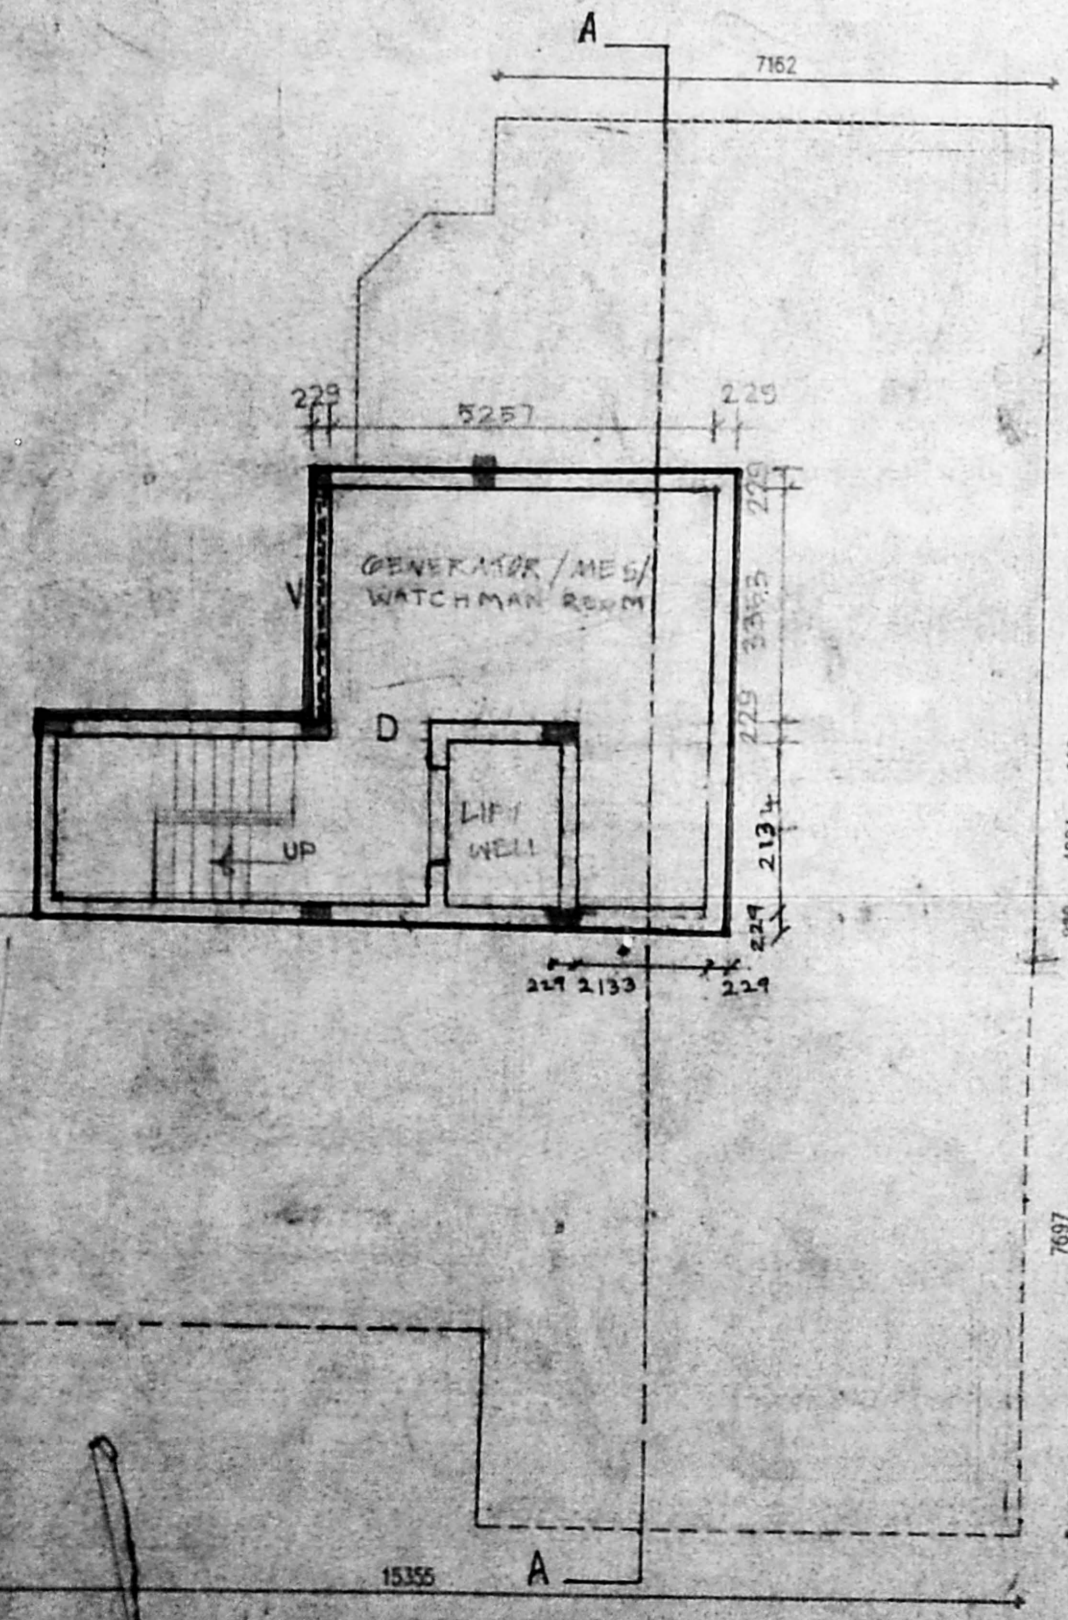 A
7162
229
5257
229
229
GENERATOR/MES/
WATCHMAN ROOM
V
3353
D
229
LIFT
WELL
UP
2134
229
229 2133
229
7697
15355
A